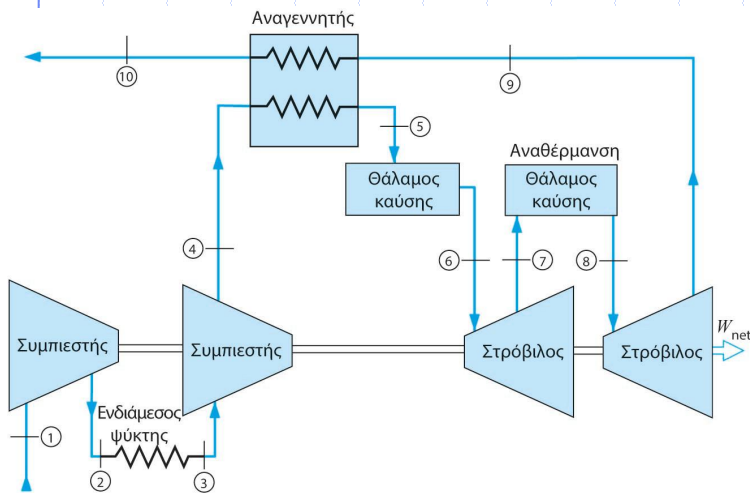 Αναγεννητής
10
9
5
Αναθέρμανση
Θάλαμος
καύσης
Θάλαμος
καύσης
4
6
7
8
Συμπιεστής
Συμπιεστής
Στρόβιλος
Στρόβιλος
W net
Ενδιάμεσος
ψύκτης
1
2
3